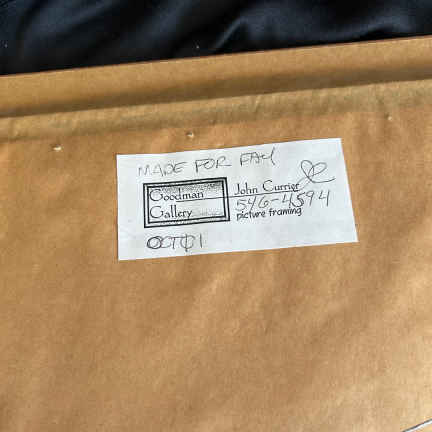 MADE FOR FAY
Goodman
Gallery
John Currier
546-4594
picture framing
OCT 01